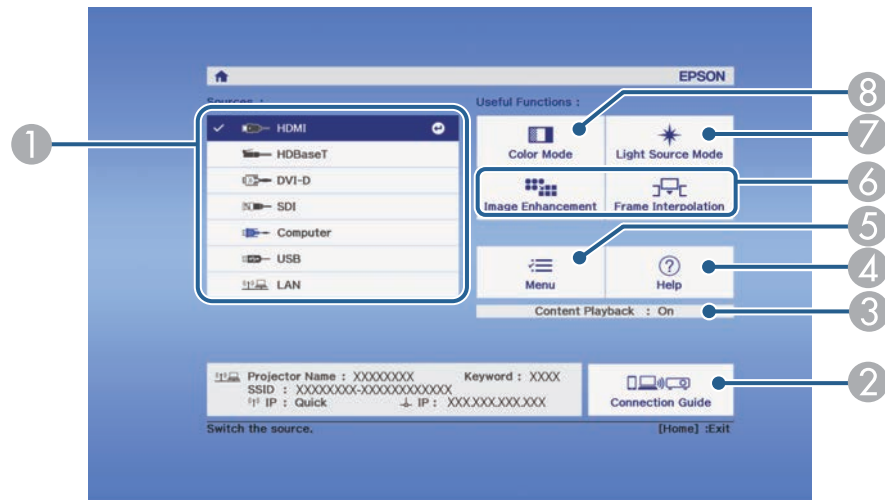 EPSON
Sources :
Useful Functions :
HDMI
HDBaseT
DVI-D
SDI
Computer
USB
LAN
Color Mode
Light Source Mode
Image Enhancement
Frame Interpolation
Menu
Help
Content Playback : On
Projector Name : XXXXXXXX Keyword : XXXX
SSID : XXXXXXXX-XXXXXXXXXXXX
IP : Quick IP : XXX.XXX.XXX.XXX
Connection Guide
Switch the source.
[Home] :Exit
1
8
7
6
5
4
3
2